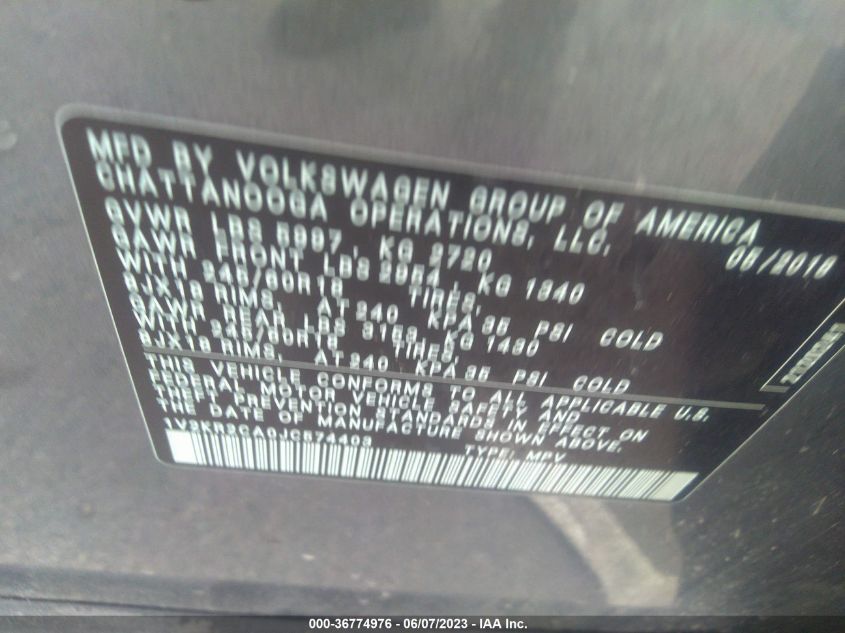 MFD BY VOLKSWAGEN GROUP OF AMERICA
CHATTANOOGA OPERATIONS, LLC. 05/2018
GVWR LBS 5997, KG 2720
GAWR FRONT LBS 2954, KG 1340
WITH 245/60R18 TIRES,
8JX18 RIMS, AT 240 KPA 35 PSI COLD
GAWR REAR LBS KG
WITH 245/60R18 TIRES,
8JX18 RIMS, AT 240 KPA 35 PSI COLD
THIS VEHICLE CONFORMS TO ALL APPLICABLE U.S.
FEDERAL MOTOR VEHICLE SAFETY AND
THEFT PREVENTION STANDARDS IN EFFECT ON
THE DATE OF MANUFACTURE SHOWN ABOVE.
TYPE: MPV
000-36774976 - 06/07/2023 - IAA Inc.